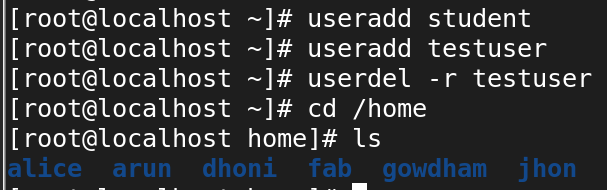 [root@localhost ~]# useradd student
[root@localhost ~]# useradd testuser
[root@localhost ~]# userdel -r testuser
[root@localhost ~]# cd /home
[root@localhost home]# ls
alice  arun  dhoni  fab  gowdham  jhon